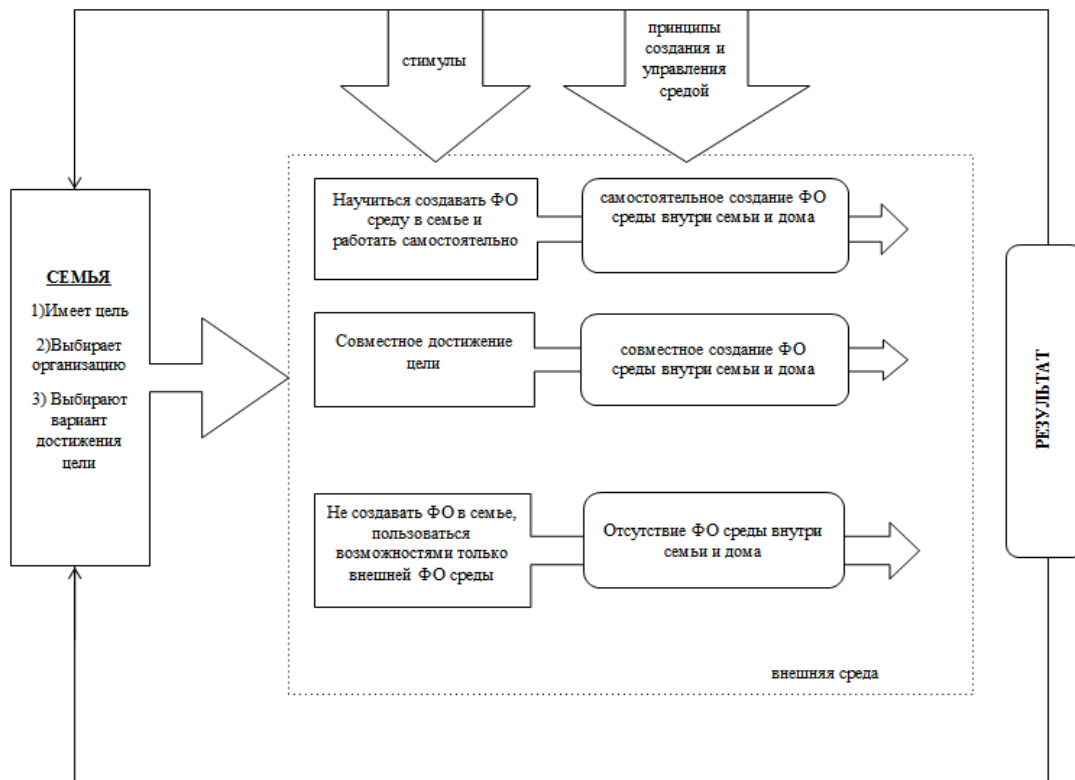 стимулы
принципы
создания и
управления
средой
СЕМЬЯ
1)Имеет цель
2)Выбирает
организацию
3) Выбирают
вариант
достижения
цели
Научиться создавать ФО
среду в семье и
работать самостоятельно
самостоятельное создание ФО
среды внутри семьи и дома
Совместное достижение
цели
совместное создание ФО
среды внутри семьи и дома
Не создавать ФО в семье,
пользоваться
возможностями только
внешней ФО среды
Отсутствие ФО среды внутри
семьи и дома
внешняя среда
РЕЗУЛЬТАТ